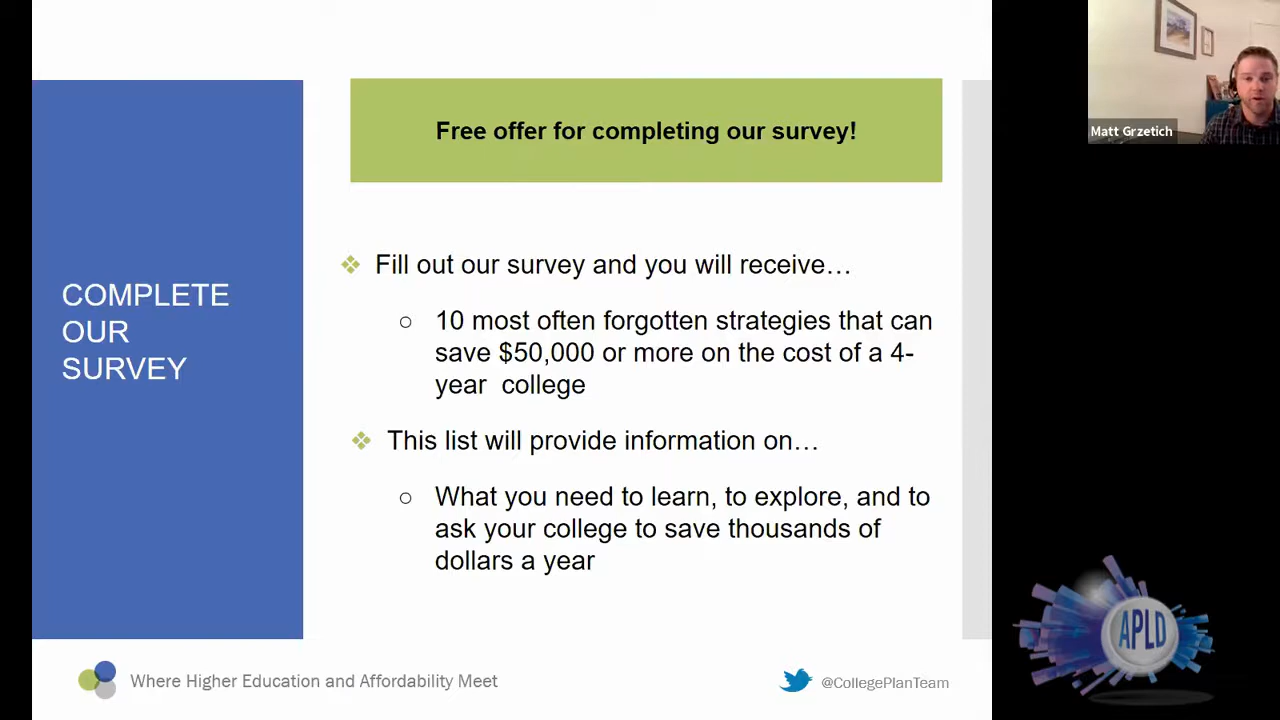 Free offer for completing our survey!
COMPLETE
OUR
SURVEY
Fill out our survey and you will receive…
10 most often forgotten strategies that can
save $50,000 or more on the cost of a 4-
year college
This list will provide information on…
What you need to learn, to explore, and to
ask your college to save thousands of
dollars a year
Where Higher Education and Affordability Meet
@CollegePlanTeam
Matt Grzetich
APLD